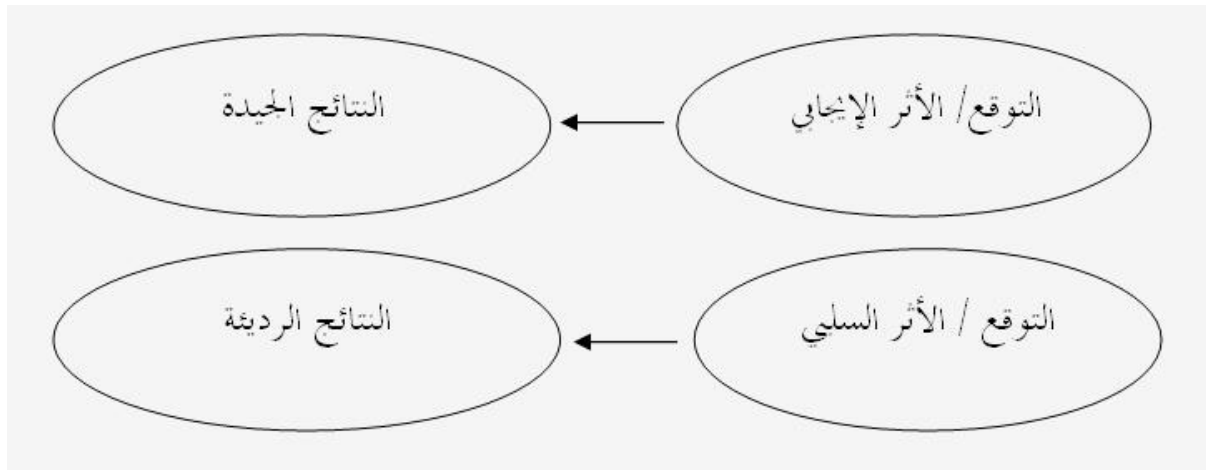 التوقع/ الأثر الإيجابي
النتائج الجيدة
التوقع / الأثر السلبي
النتائج الرديئة